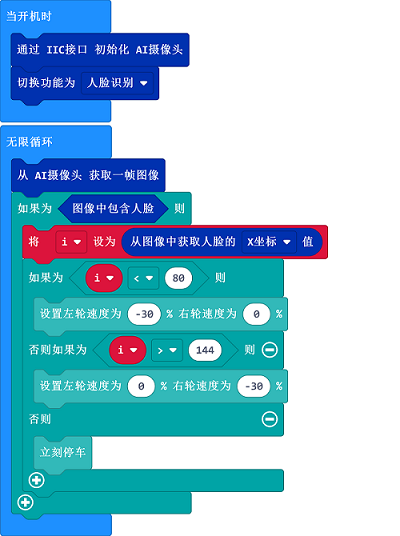 当开机时
通过 IIC接口 初始化 AI摄像头
切换功能为 人脸识别
无限循环
从 AI摄像头 获取一帧图像
如果为 图像中包含人脸 则
将 i 设为 从图像中获取人脸的 X坐标 值
如果为 i < 80 则
设置左轮速度为 -30 % 右轮速度为 0 %
否则如果为 i > 144 则
设置左轮速度为 0 % 右轮速度为 -30 %
否则
立刻停车